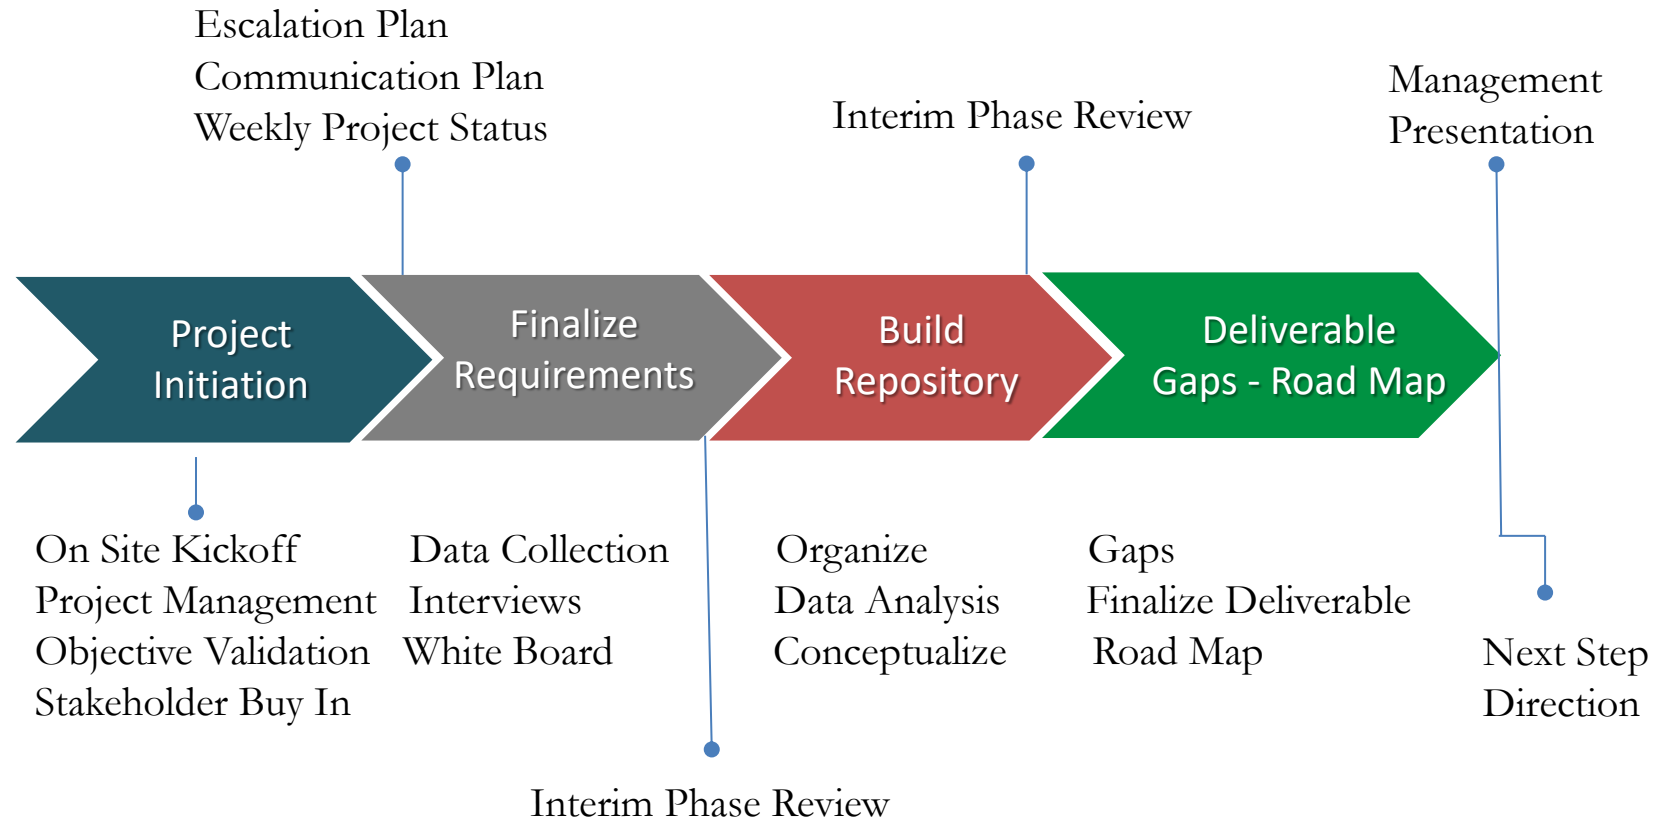 Escalation Plan
Communication Plan
Weekly Project Status
Interim Phase Review
Management
Presentation
Project
Initiation
Finalize
Requirements
Build
Repository
Deliverable
Gaps - Road Map
On Site Kickoff
Project Management
Objective Validation
Stakeholder Buy In
Data Collection
Interviews
White Board
Organize
Data Analysis
Conceptualize
Gaps
Finalize Deliverable
Road Map
Next Step
Direction
Interim Phase Review